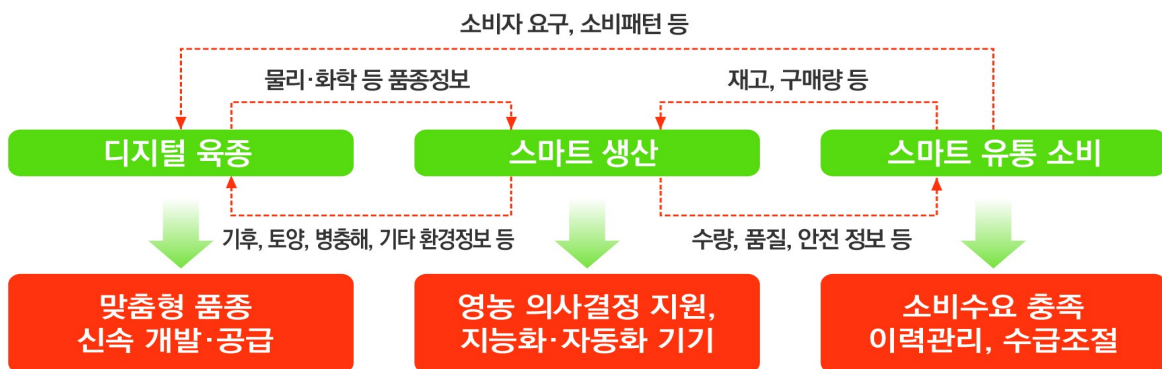 소비자 요구, 소비패턴 등
물리·화학 등 품종정보
재고, 구매량 등
디지털 육종
스마트 생산
스마트 유통 소비
기후, 토양, 병충해, 기타 환경정보 등
수량, 품질, 안전 정보 등
맞춤형 품종
신속 개발·공급
영농 의사결정 지원,
지능화·자동화 기기
소비수요 충족
이력관리, 수급조절